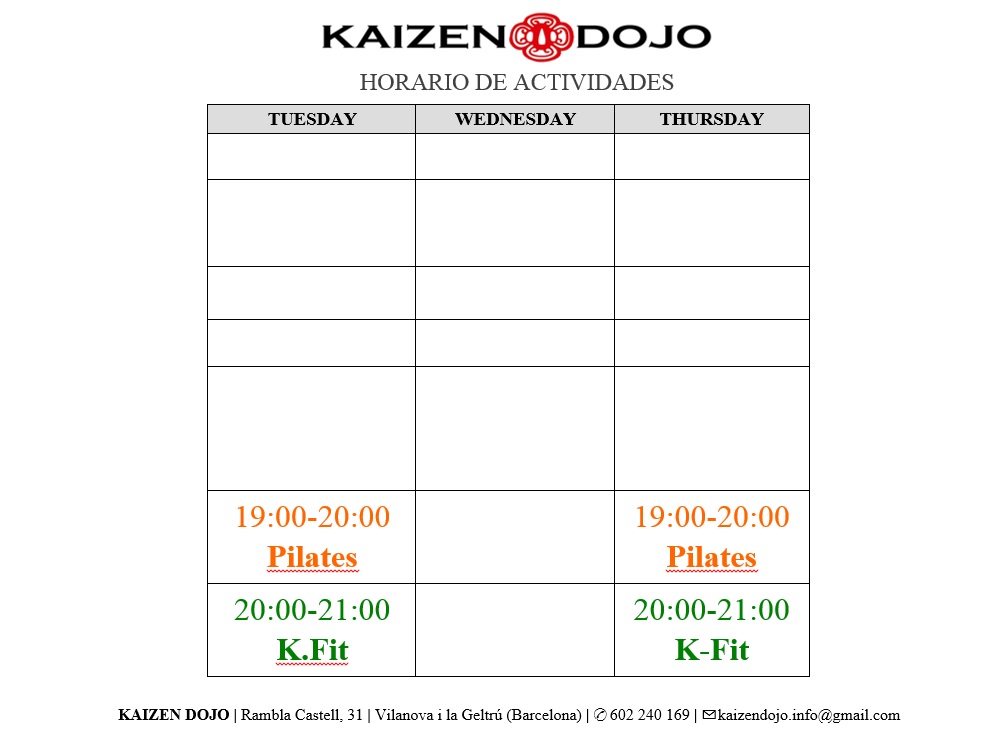 KAIZEN DOJO
HORARIO DE ACTIVIDADES
TUESDAY WEDNESDAY THURSDAY
19:00-20:00 19:00-20:00
Pilates Pilates
20:00-21:00 20:00-21:00
K.Fit K-Fit
KAIZEN DOJO | Rambla Castell, 31 | Vilanova i la Geltrú (Barcelona) | ✆ 602 240 169 | ✉kaizendojo.info@gmail.com